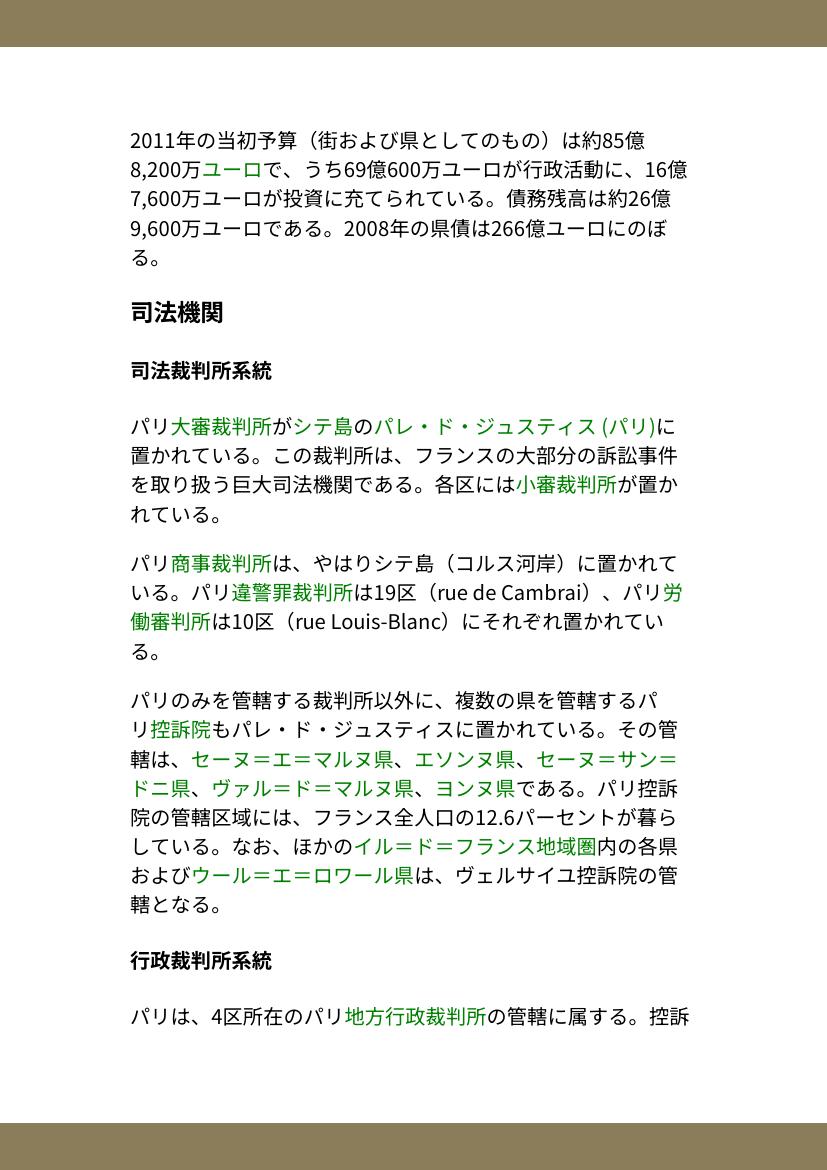 2011年の当初予算（街および県としてのもの）は約85億
8,200万ユーロで、うち69億600万ユーロが行政活動に、16億
7,600万ユーロが投資に充てられている。債務残高は約26億
9,600万ユーロである。2008年の県債は266億ユーロにのぼ
る。
司法機関
司法裁判所系統
パリ大審裁判所がシテ島のパレ・ド・ジュスティス (パリ)に
置かれている。この裁判所は、フランスの大部分の訴訟事件
を取り扱う巨大司法機関である。各区には小審裁判所が置か
れている。
パリ商事裁判所は、やはりシテ島（コルス河岸）に置かれて
いる。パリ違警罪裁判所は19区（rue de Cambrai）、パリ労
働審判所は10区（rue Louis-Blanc）にそれぞれ置かれてい
る。
パリのみを管轄する裁判所以外に、複数の県を管轄するパ
リ控訴院もパレ・ド・ジュスティスに置かれている。その管
轄は、セーヌ＝エ＝マルヌ県、エソンヌ県、セーヌ＝サン＝
ドニ県、ヴァル＝ド＝マルヌ県、ヨンヌ県である。パリ控訴
院の管轄区域には、フランス全人口の12.6パーセントが暮ら
している。なお、ほかのイル＝ド＝フランス地域圏内の各県
およびウール＝エ＝ロワール県は、ヴェルサイユ控訴院の管
轄となる。
行政裁判所系統
パリは、4区所在のパリ地方行政裁判所の管轄に属する。控訴